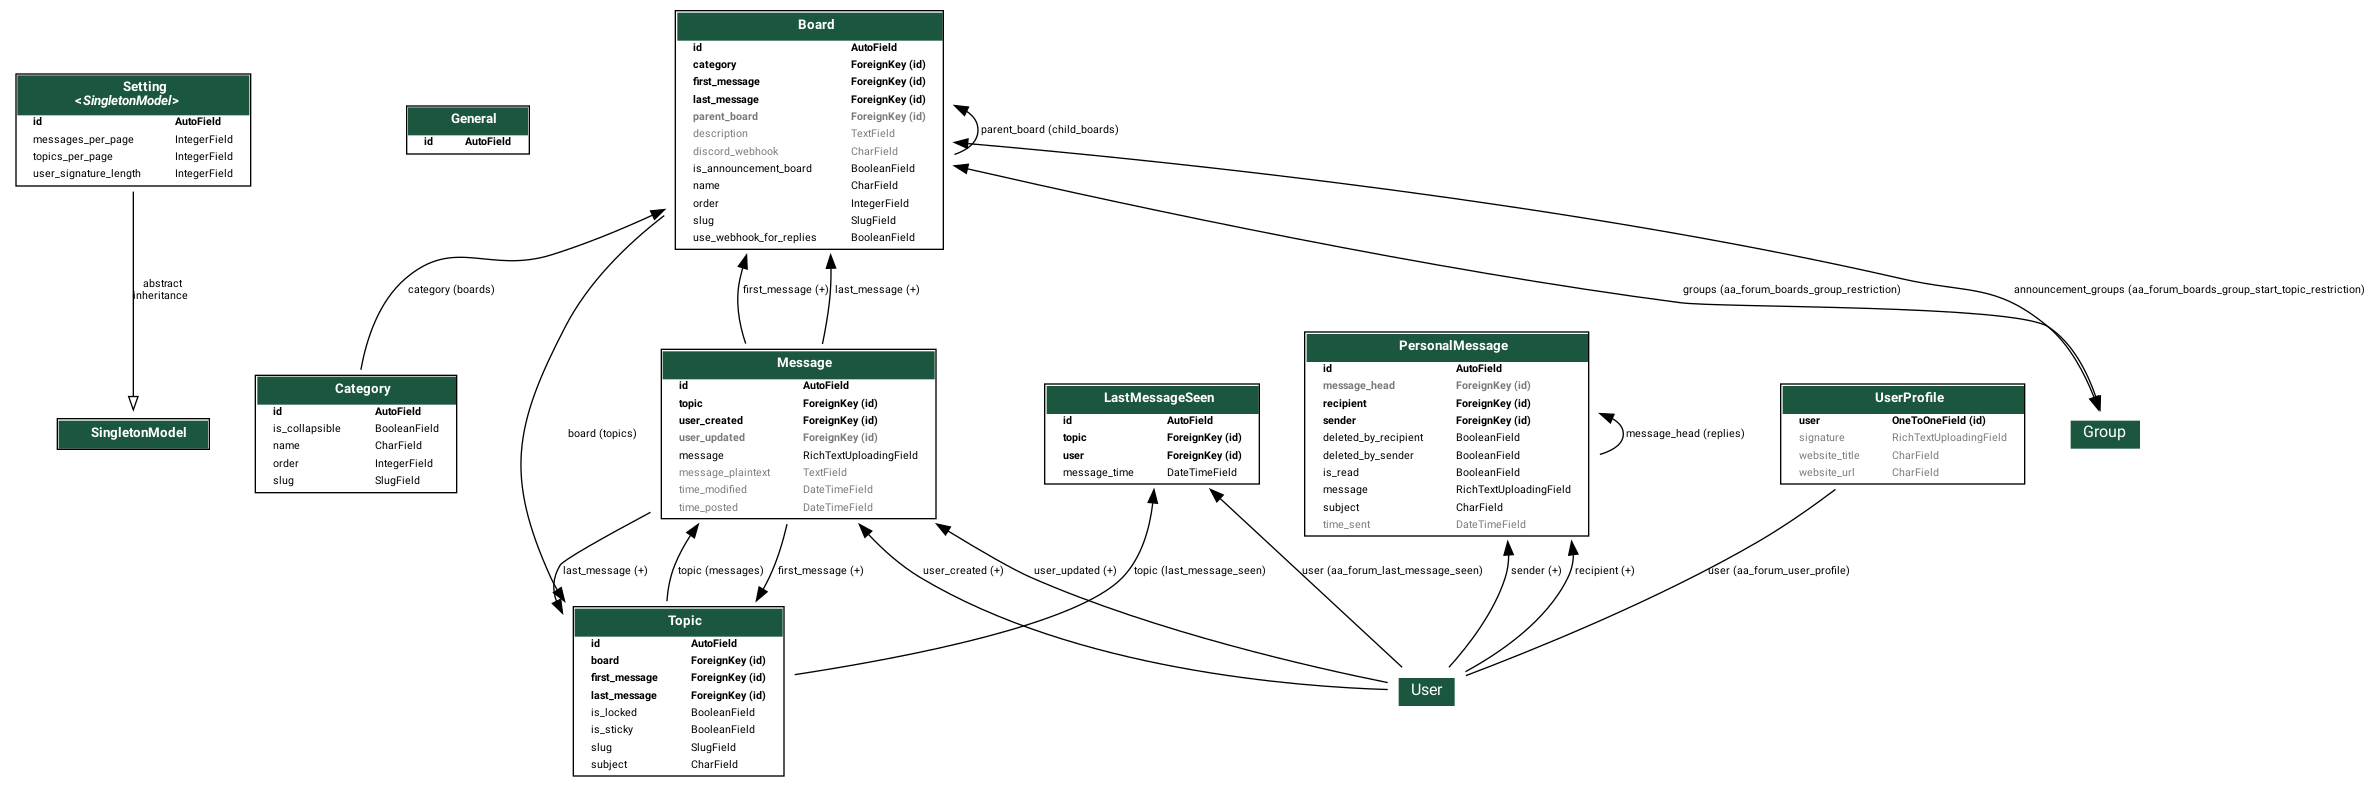 Board
id AutoField
category ForeignKey (id)
first_message ForeignKey (id)
last_message ForeignKey (id)
parent_board ForeignKey (id)
description TextField
discord_webhook CharField
is_announcement_board BooleanField
name CharField
order IntegerField
slug SlugField
use_webhook_for_replies BooleanField
Setting
<SingletonModel>
id AutoField
messages_per_page IntegerField
topics_per_page IntegerField
user_signature_length IntegerField
General
id AutoField
parent_board (child_boards)
abstract
inheritance
category (boards)
first_message (+)
last_message (+)
groups (aa_forum_boards_group_restriction)
announcement_groups (aa_forum_boards_group_start_topic_restriction)
SingletonModel
Category
id AutoField
is_collapsible BooleanField
name CharField
order IntegerField
slug SlugField
board (topics)
Message
id AutoField
topic ForeignKey (id)
user_created ForeignKey (id)
user_updated ForeignKey (id)
message RichTextUploadingField
message_plaintext TextField
time_modified DateTimeField
time_posted DateTimeField
LastMessageSeen
id AutoField
topic ForeignKey (id)
user ForeignKey (id)
message_time DateTimeField
PersonalMessage
id AutoField
message_head ForeignKey (id)
recipient ForeignKey (id)
sender ForeignKey (id)
deleted_by_recipient BooleanField
deleted_by_sender BooleanField
is_read BooleanField
message RichTextUploadingField
subject CharField
time_sent DateTimeField
message_head (replies)
UserProfile
user OneToOneField (id)
signature RichTextUploadingField
website_title CharField
website_url CharField
Group
last_message (+)
topic (messages)
first_message (+)
user_created (+)
user_updated (+)
topic (last_message_seen)
user (aa_forum_last_message_seen)
sender (+)
recipient (+)
user (aa_forum_user_profile)
Topic
id AutoField
board ForeignKey (id)
first_message ForeignKey (id)
last_message ForeignKey (id)
is_locked BooleanField
is_sticky BooleanField
slug SlugField
subject CharField
User